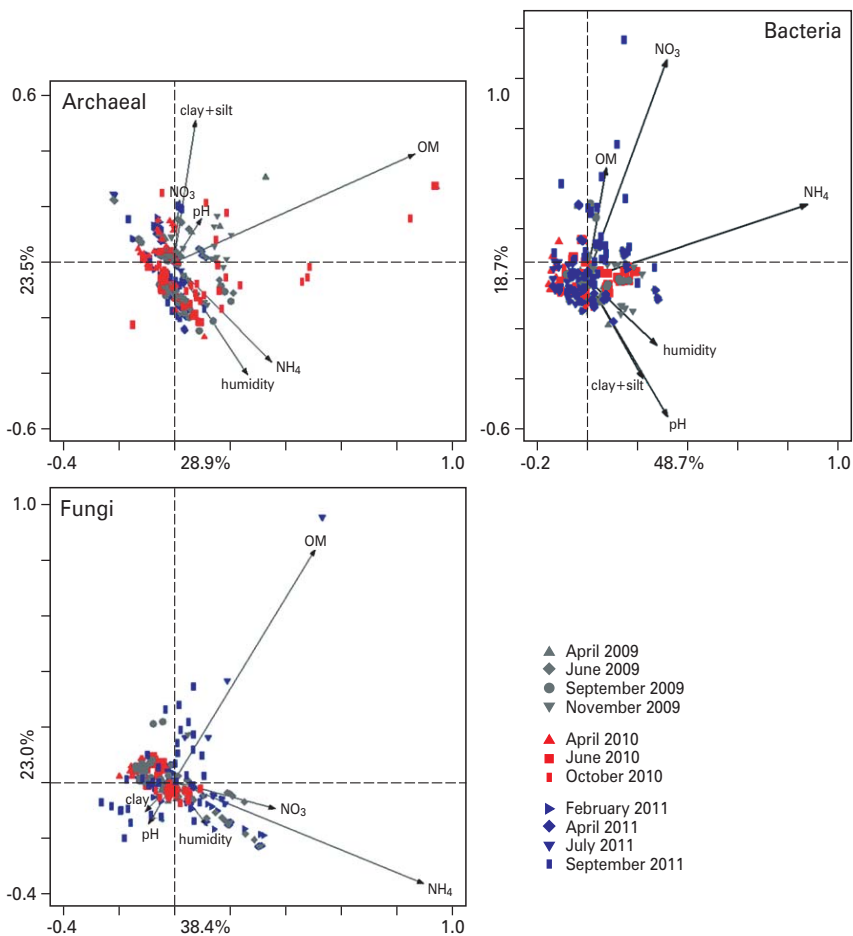 Archaeal
0.6
clay+silt
OM
NO3
pH
NH4
humidity
23.5%
-0.6
-0.4
28.9%
1.0
Bacteria
1.0
NO3
OM
NH4
18.7%
humidity
clay+silt
pH
-0.6
-0.2
48.7%
1.0
Fungi
1.0
OM
23.0%
clay
pH
humidity
NO3
NH4
-0.4
-0.4
38.4%
1.0
April 2009
June 2009
September 2009
November 2009
April 2010
June 2010
October 2010
February 2011
April 2011
July 2011
September 2011